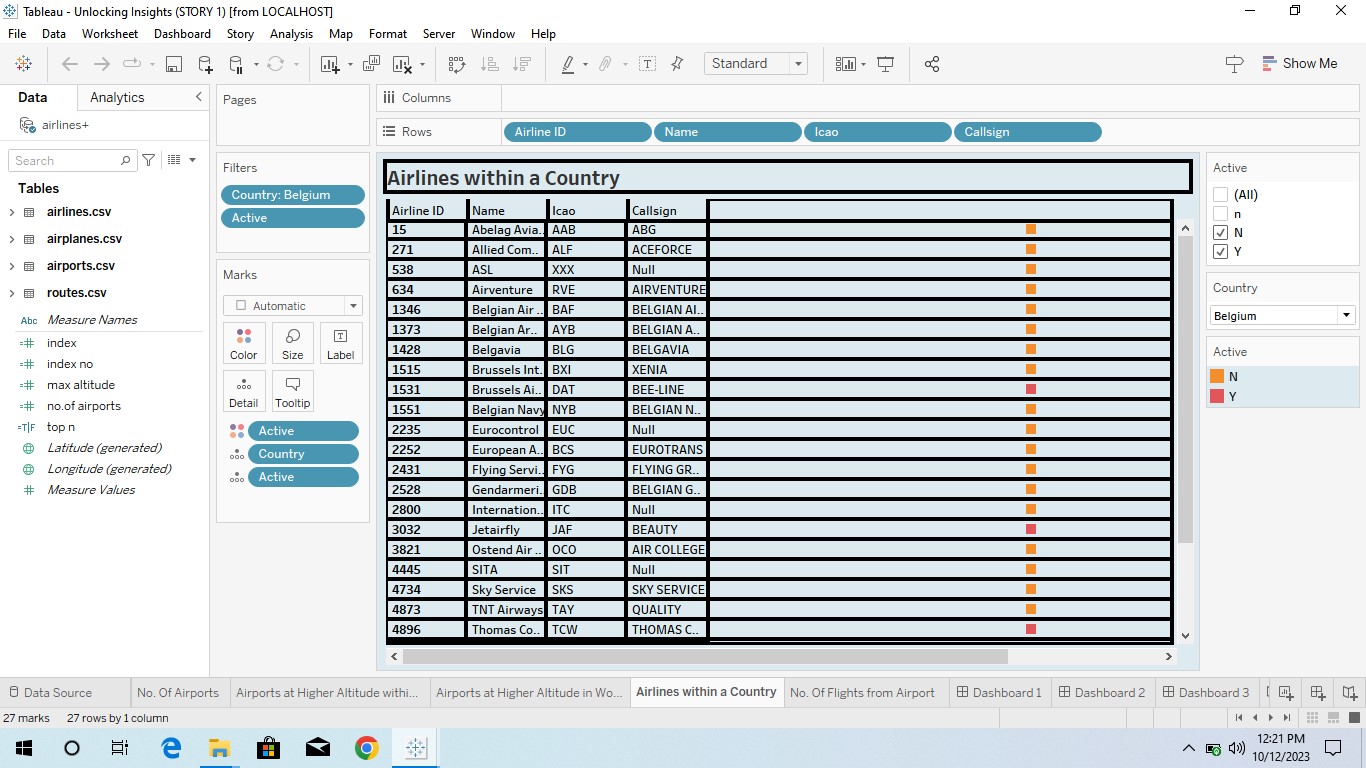 Tableau - Unlocking Insights (STORY 1) [from LOCALHOST]
File Data Worksheet Dashboard Story Analysis Map Format Server Window Help
Standard
Show Me
Data Analytics
airlines+
Search
Tables
airlines.csv
airplanes.csv
airports.csv
routes.csv
Abc Measure Names
index
index no
max altitude
no.of airports
=T|F top n
Latitude (generated)
Longitude (generated)
Measure Values
Pages
Filters
Country: Belgium
Active
Marks
Automatic
Color Size Label
Detail Tooltip
Active
Country
Active
Columns
Rows Airline ID Name Icao Callsign
Airlines within a Country
Airline ID Name Icao Callsign
15 Abelag Avia.. AAB ABG
271 Allied Com.. ALF ACEFORCE
538 ASL XXX Null
634 Airventure RVE AIRVENTURE
1346 Belgian Air .. BAF BELGIAN AI..
1373 Belgian Ar.. AYB BELGIAN A..
1428 Belgavia BLG BELGAVIA
1515 Brussels Int.. BXI XENIA
1531 Brussels Ai.. DAT BEE-LINE
1551 Belgian Navy NYB BELGIAN N..
2235 Eurocontrol EUC Null
2252 European A.. BCS EUROTRANS
2431 Flying Servi.. FYG FLYING GR..
2528 Gendarmeri.. GDB BELGIAN G..
2800 Internation.. ITC Null
3032 Jetairfly JAF BEAUTY
3821 Ostend Air .. OCO AIR COLLEGE
4445 SITA SIT Null
4734 Sky Service SKS SKY SERVICE
4873 TNT Airways TAY QUALITY
4896 Thomas Co.. TCW THOMAS C..
Active
(All)
n
N
Y
Country
Belgium
Active
N
Y
Data Source No. Of Airports Airports at Higher Altitude withi... Airports at Higher Altitude in Wo... Airlines within a Country No. Of Flights from Airport Dashboard 1 Dashboard 2 Dashboard 3
27 marks 27 rows by 1 column
12:21 PM
10/12/2023